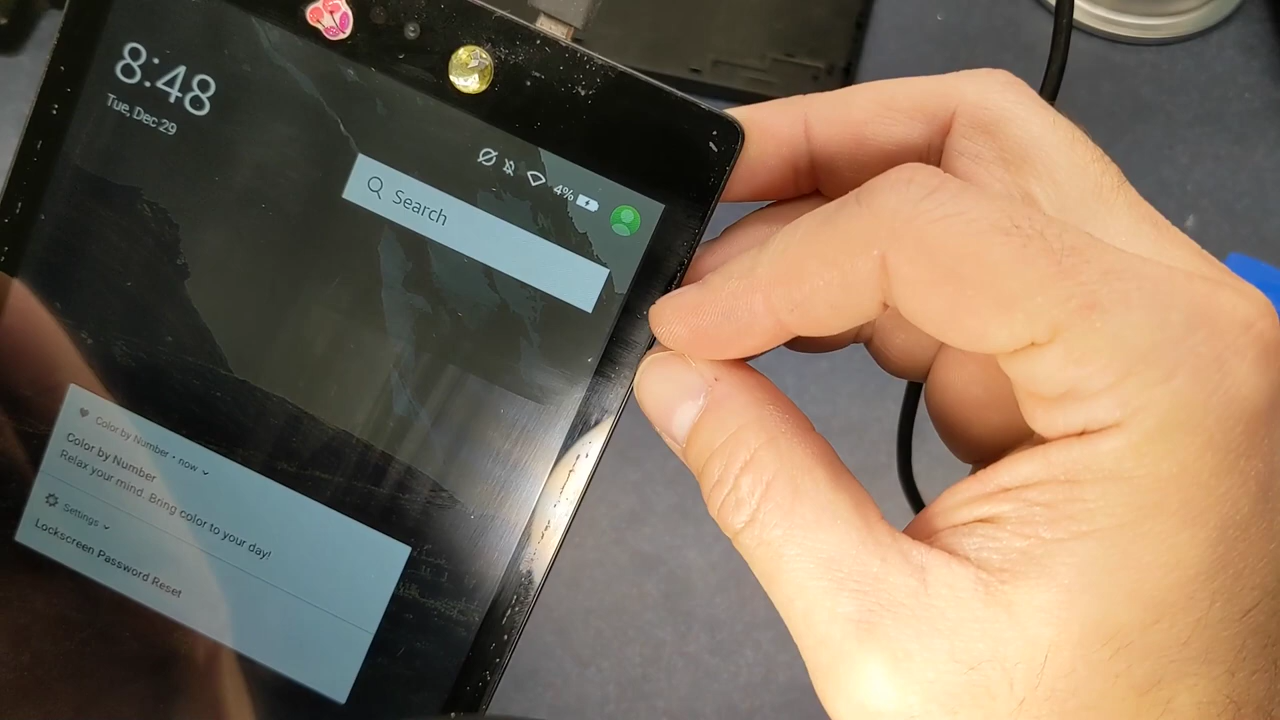 8:48
Tue, Dec 29
4%
Search
Color by Number • now
Color by Number
Relax your mind. Bring color to your day!
Settings
Lockscreen Password Reset